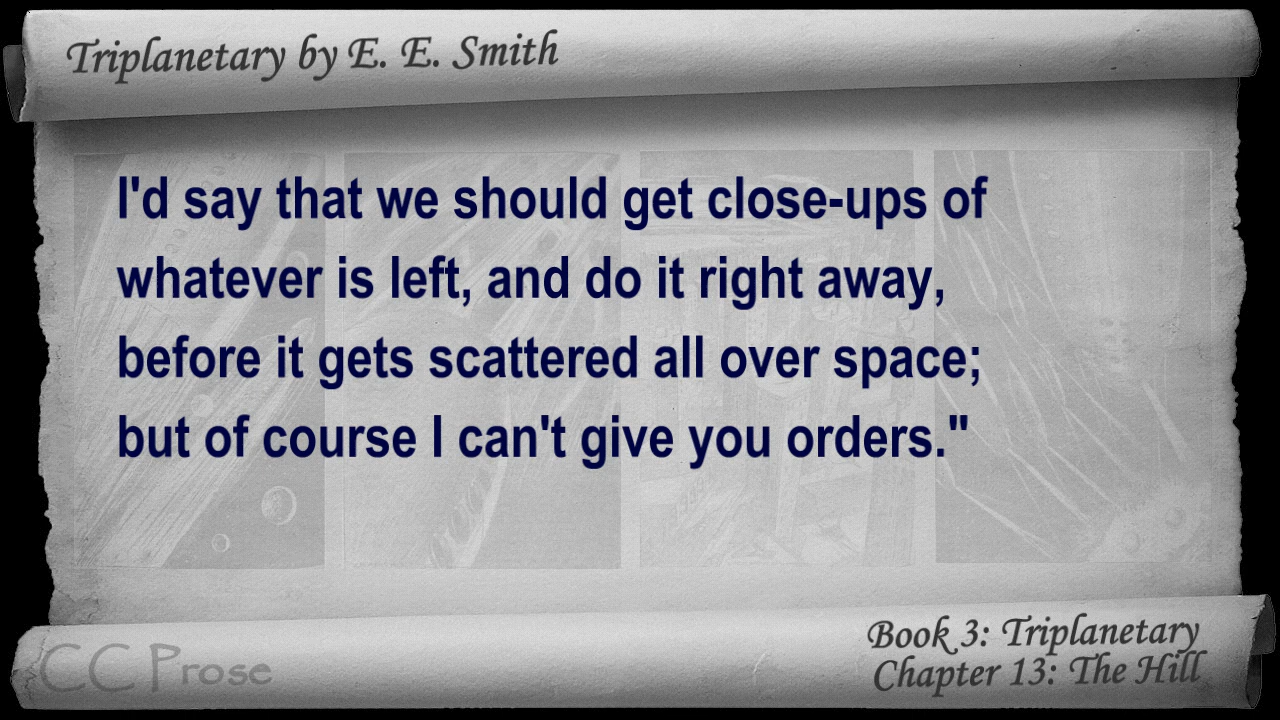 Triplanetary by E. E. Smith
I'd say that we should get close-ups of
whatever is left, and do it right away,
before it gets scattered all over space;
but of course I can't give you orders."
Book 3: Triplanetary
Chapter 13: The Hill
CC Prose